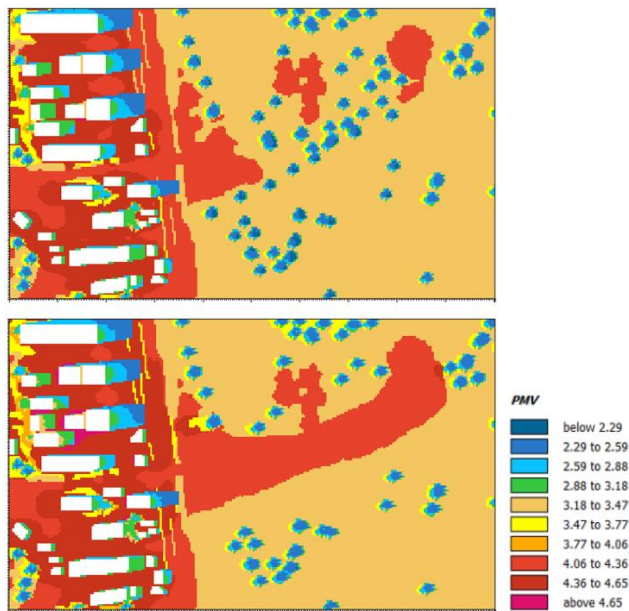 PMV
below 2.29
2.29 to 2.59
2.59 to 2.88
2.88 to 3.18
3.18 to 3.47
3.47 to 3.77
3.77 to 4.06
4.06 to 4.36
4.36 to 4.65
above 4.65